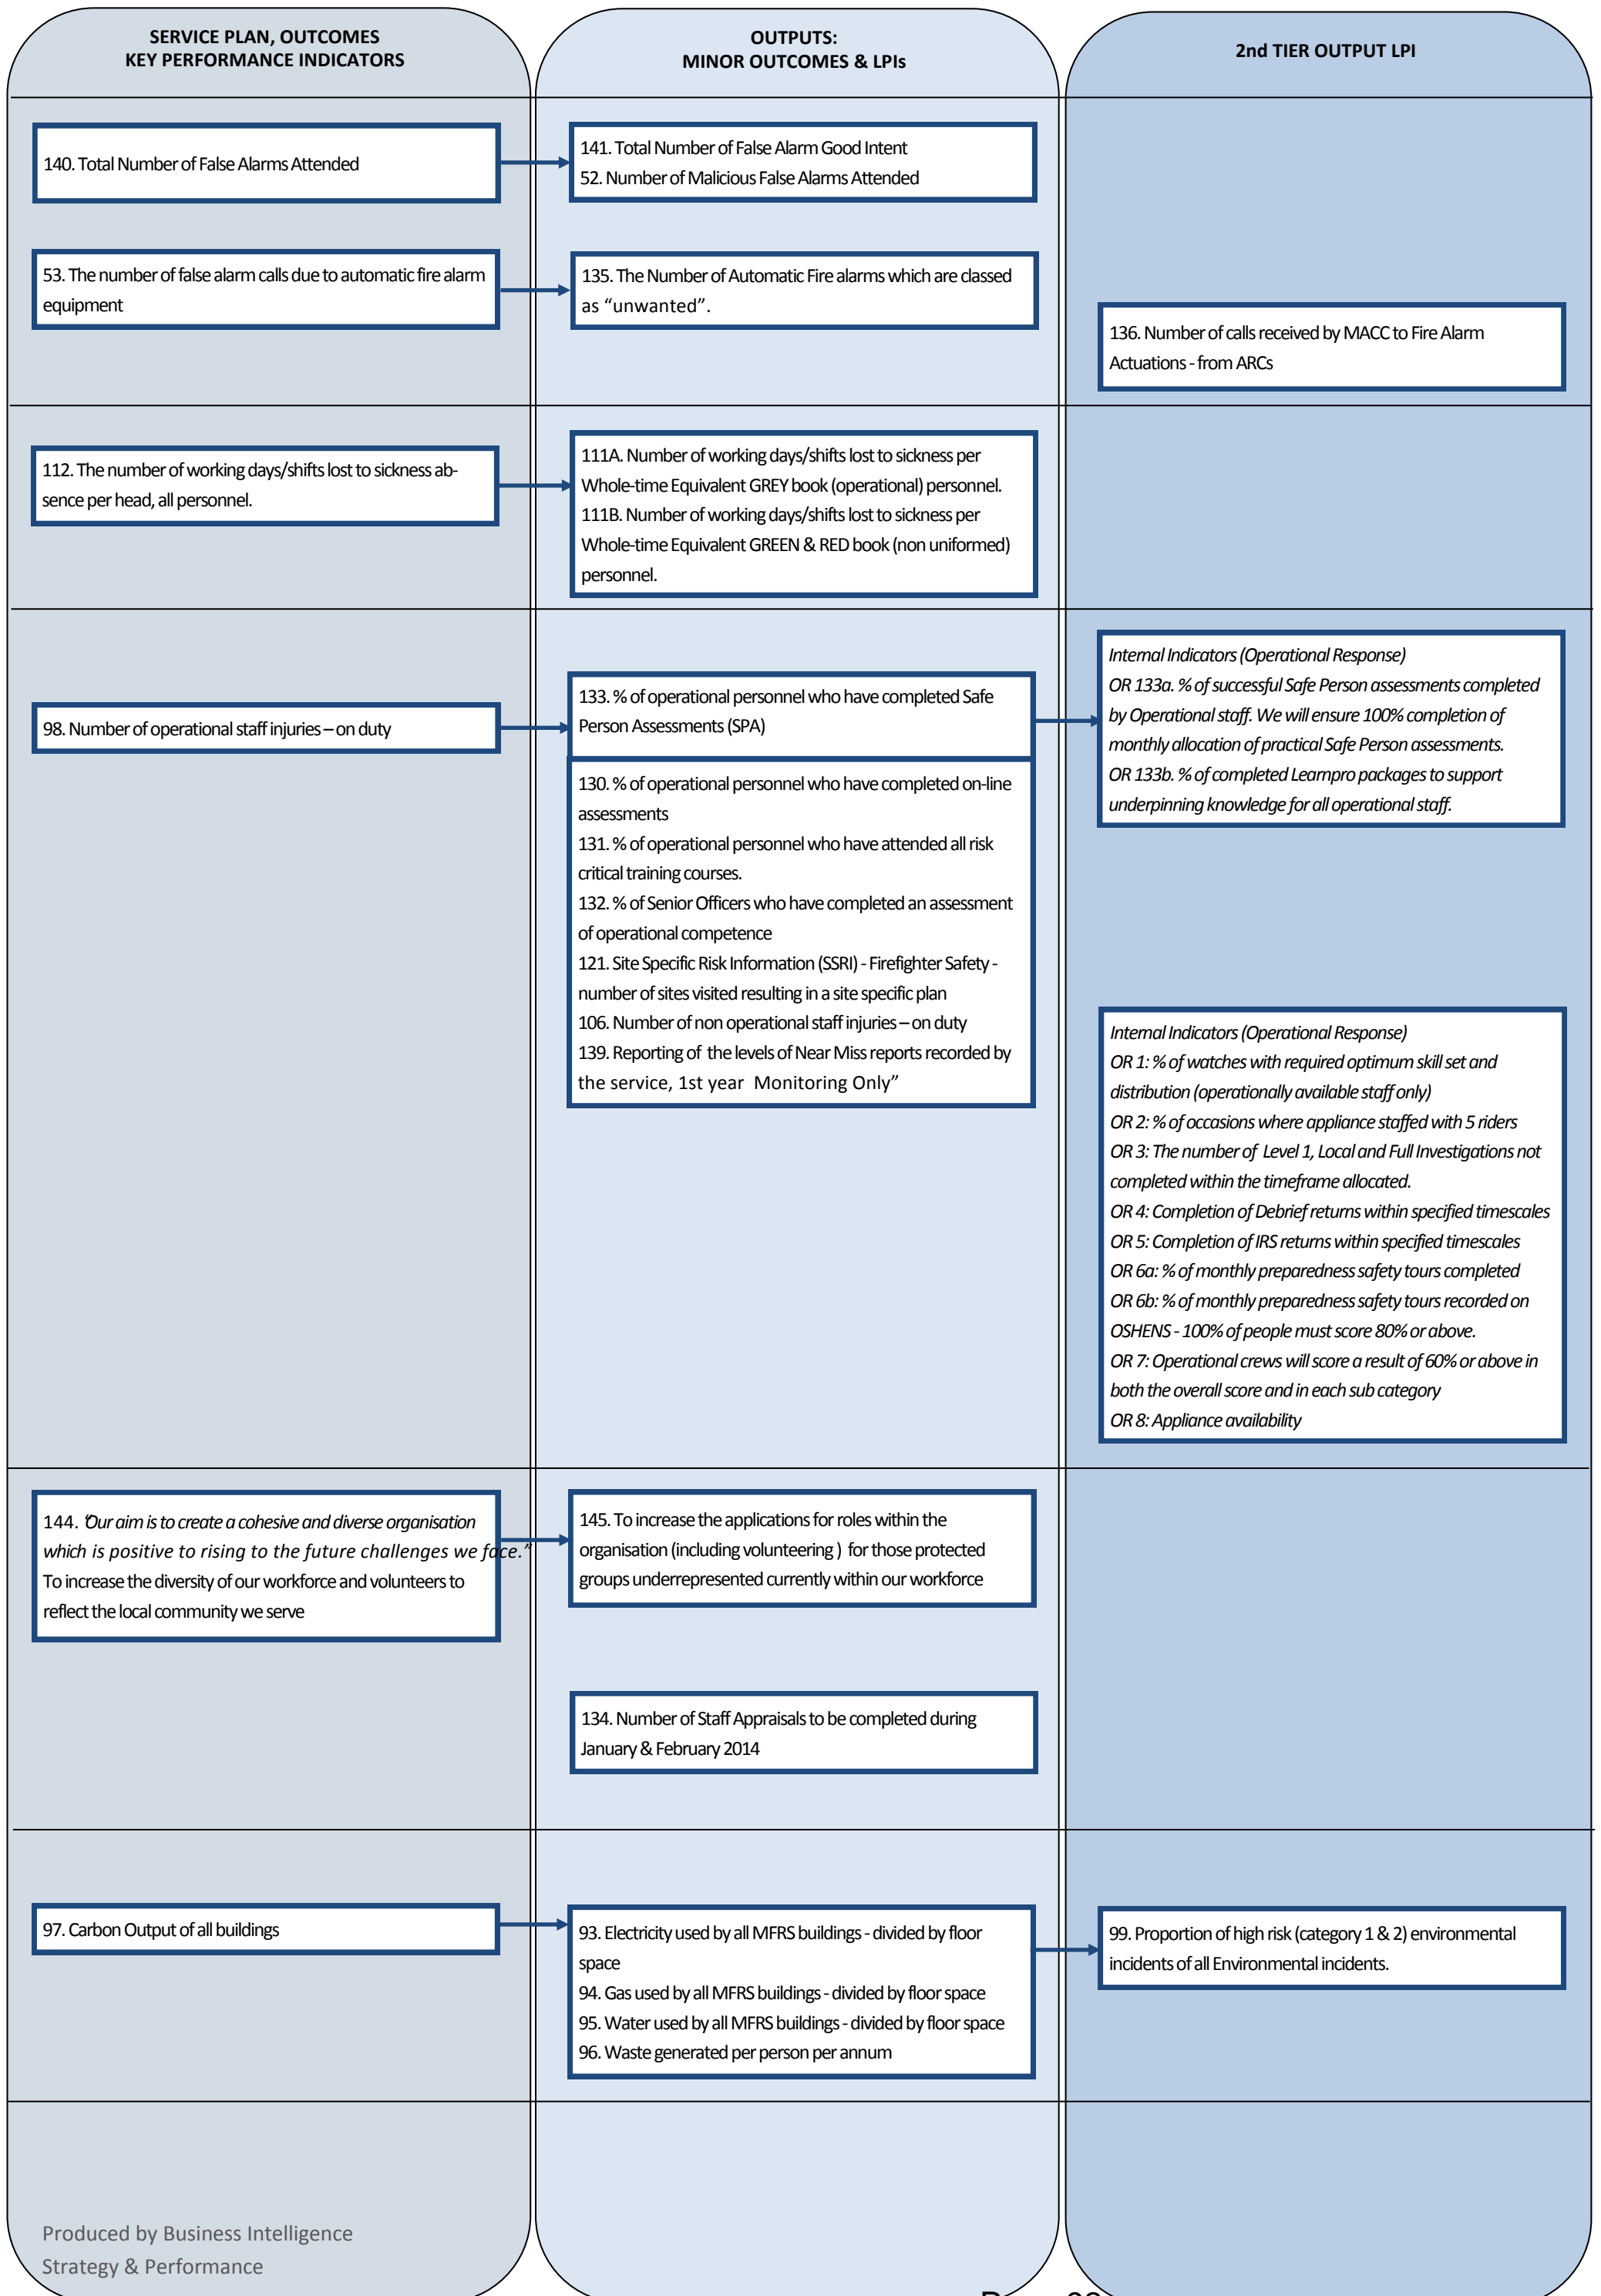 SERVICE PLAN, OUTCOMES
KEY PERFORMANCE INDICATORS
OUTPUTS:
MINOR OUTCOMES & LPIs
2nd TIER OUTPUT LPI
140. Total Number of False Alarms Attended
141. Total Number of False Alarm Good Intent
52. Number of Malicious False Alarms Attended
53. The number of false alarm calls due to automatic fire alarm
equipment
135. The Number of Automatic Fire alarms which are classed
as “unwanted”.
136. Number of calls received by MACC to Fire Alarm
Actuations - from ARCs
112. The number of working days/shifts lost to sickness ab-
sence per head, all personnel.
111A. Number of working days/shifts lost to sickness per
Whole-time Equivalent GREY book (operational) personnel.
111B. Number of working days/shifts lost to sickness per
Whole-time Equivalent GREEN & RED book (non uniformed)
personnel.
98. Number of operational staff injuries – on duty
133. % of operational personnel who have completed Safe
Person Assessments (SPA)
130. % of operational personnel who have completed on-line
assessments
131. % of operational personnel who have attended all risk
critical training courses.
132. % of Senior Officers who have completed an assessment
of operational competence
121. Site Specific Risk Information (SSRI) - Firefighter Safety -
number of sites visited resulting in a site specific plan
106. Number of non operational staff injuries – on duty
139. Reporting of the levels of Near Miss reports recorded by
the service, 1st year Monitoring Only”
Internal Indicators (Operational Response)
OR 133a. % of successful Safe Person assessments completed
by Operational staff. We will ensure 100% completion of
monthly allocation of practical Safe Person assessments.
OR 133b. % of completed Learnpro packages to support
underpinning knowledge for all operational staff.
Internal Indicators (Operational Response)
OR 1: % of watches with required optimum skill set and
distribution (operationally available staff only)
OR 2: % of occasions where appliance staffed with 5 riders
OR 3: The number of Level 1, Local and Full Investigations not
completed within the timeframe allocated.
OR 4: Completion of Debrief returns within specified timescales
OR 5: Completion of IRS returns within specified timescales
OR 6a: % of monthly preparedness safety tours completed
OR 6b: % of monthly preparedness safety tours recorded on
OSHENS - 100% of people must score 80% or above.
OR 7: Operational crews will score a result of 60% or above in
both the overall score and in each sub category
OR 8: Appliance availability
144. “Our aim is to create a cohesive and diverse organisation
which is positive to rising to the future challenges we face.”
To increase the diversity of our workforce and volunteers to
reflect the local community we serve
145. To increase the applications for roles within the
organisation (including volunteering ) for those protected
groups underrepresented currently within our workforce
134. Number of Staff Appraisals to be completed during
January & February 2014
97. Carbon Output of all buildings
93. Electricity used by all MFRS buildings - divided by floor
space
94. Gas used by all MFRS buildings - divided by floor space
95. Water used by all MFRS buildings - divided by floor space
96. Waste generated per person per annum
99. Proportion of high risk (category 1 & 2) environmental
incidents of all Environmental incidents.
Produced by Business Intelligence
Strategy & Performance